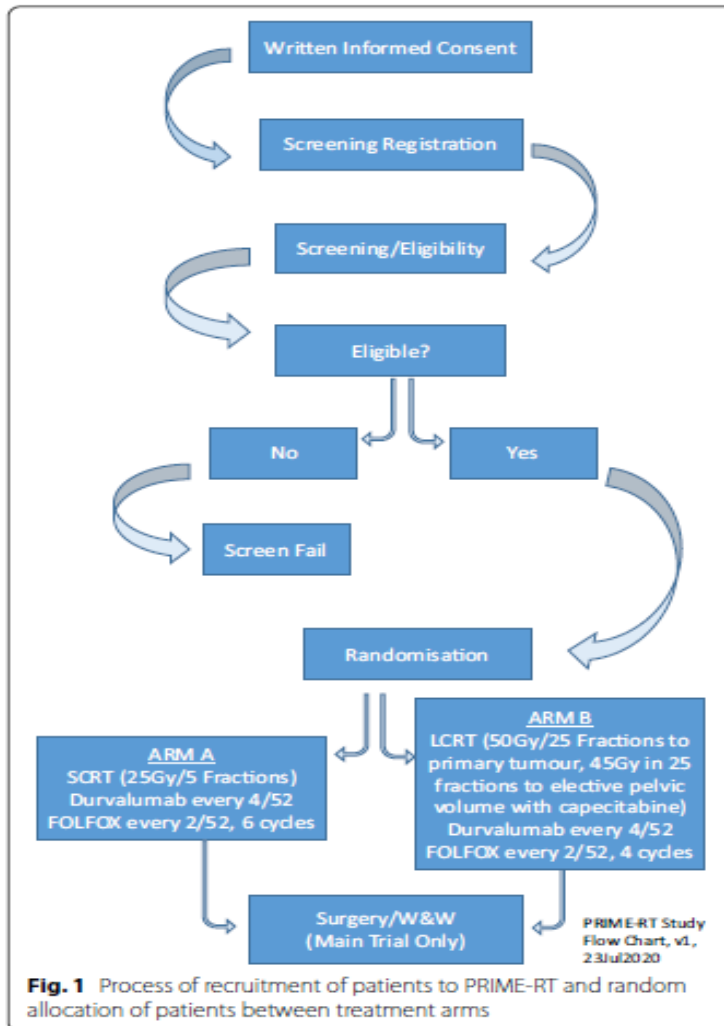 Written Informed Consent
Screening Registration
Screening/Eligibility
Eligible?
No
Yes
Screen Fail
Randomisation
ARM A
SCRT (25Gy/5 Fractions)
Durvalumab every 4/52
FOLFOX every 2/52, 6 cycles
ARM B
LCRT (50Gy/25 Fractions to
primary tumour, 45Gy in 25
fractions to elective pelvic
volume with capecitabine)
Durvalumab every 4/52
FOLFOX every 2/52, 4 cycles
Surgery/W&W
(Main Trial Only)
PRIME-RT Study
Flow Chart, v1,
23Jul2020
Fig. 1 Process of recruitment of patients to PRIME-RT and random
allocation of patients between treatment arms